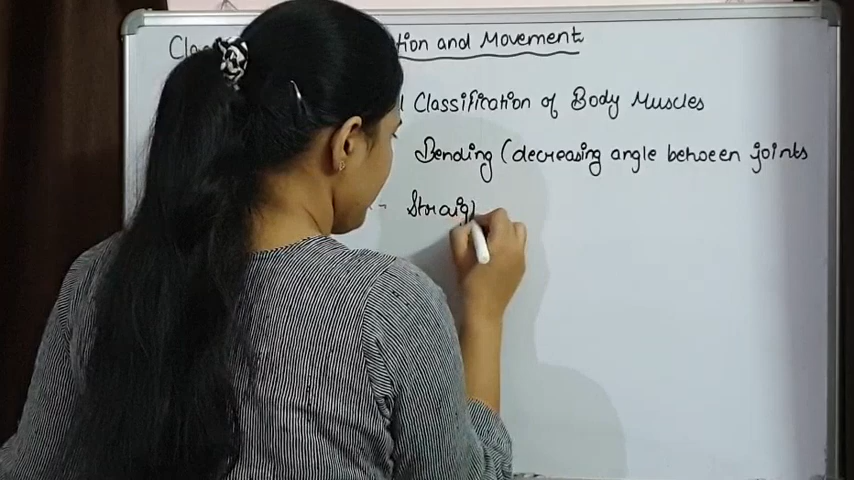 tion and Movement
Classification of Body Muscles
Bending (decreasing angle between joints
- Straig